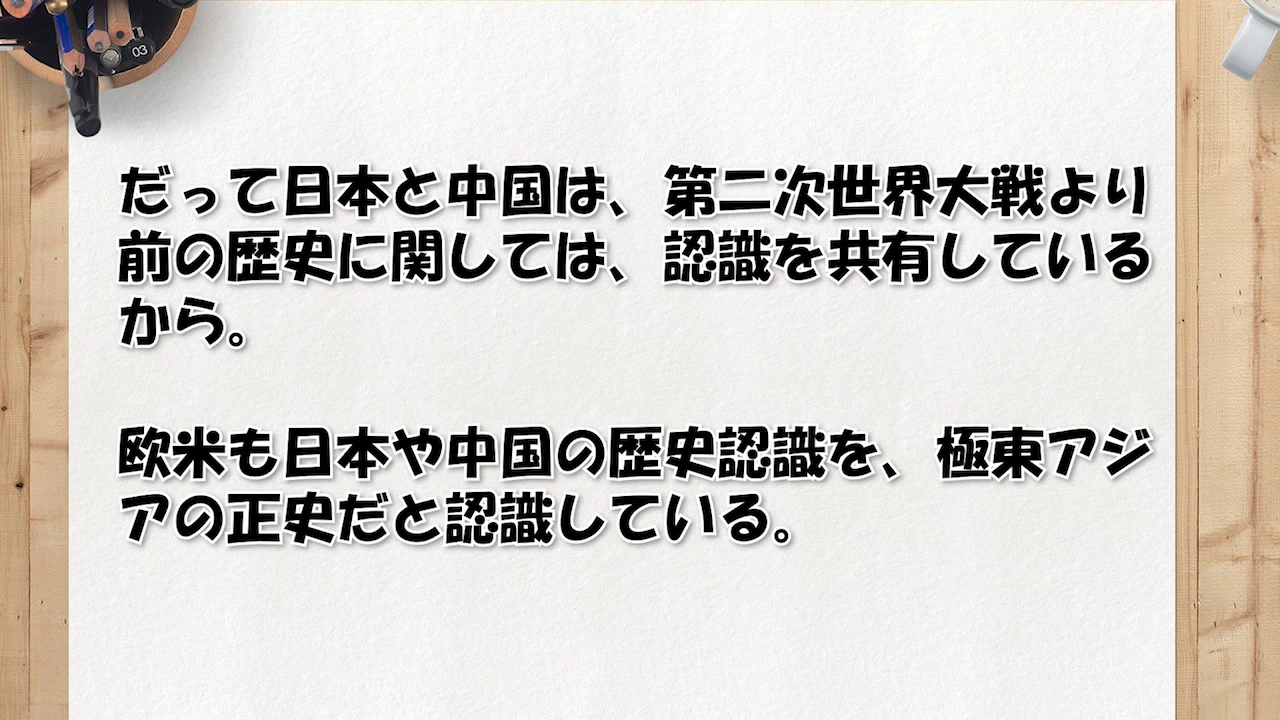 03
だって日本と中国は、第二次世界大戦より
前の歴史に関しては、認識を共有している
から。
欧米も日本や中国の歴史認識を、極東アジ
アの正史だと認識している。